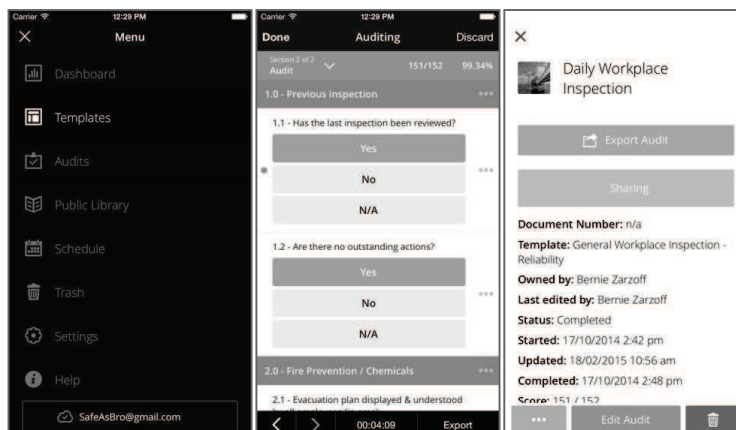 Carrier 12:29 PM
Menu
Dashboard
Templates
Audits
Public Library
Schedule
Trash
Settings
Help
SafeAsBro@gmail.com
Carrier 12:29 PM
Done Auditing Discard
Section 2 of 2
Audit 151/152 99.34%
1.0 - Previous inspection
1.1 - Has the last inspection been reviewed?
Yes
No
N/A
1.2 - Are there no outstanding actions?
Yes
No
N/A
2.0 - Fire Prevention / Chemicals
2.1 - Evacuation plan displayed & understood
00:04:09 Export
Daily Workplace
Inspection
Export Audit
Sharing
Document Number: n/a
Template: General Workplace Inspection -
Reliability
Owned by: Bernie Zarzoff
Last edited by: Bernie Zarzoff
Status: Completed
Started: 17/10/2014 2:42 pm
Updated: 18/02/2015 10:56 am
Completed: 17/10/2014 2:48 pm
Score: 151 / 152
Edit Audit